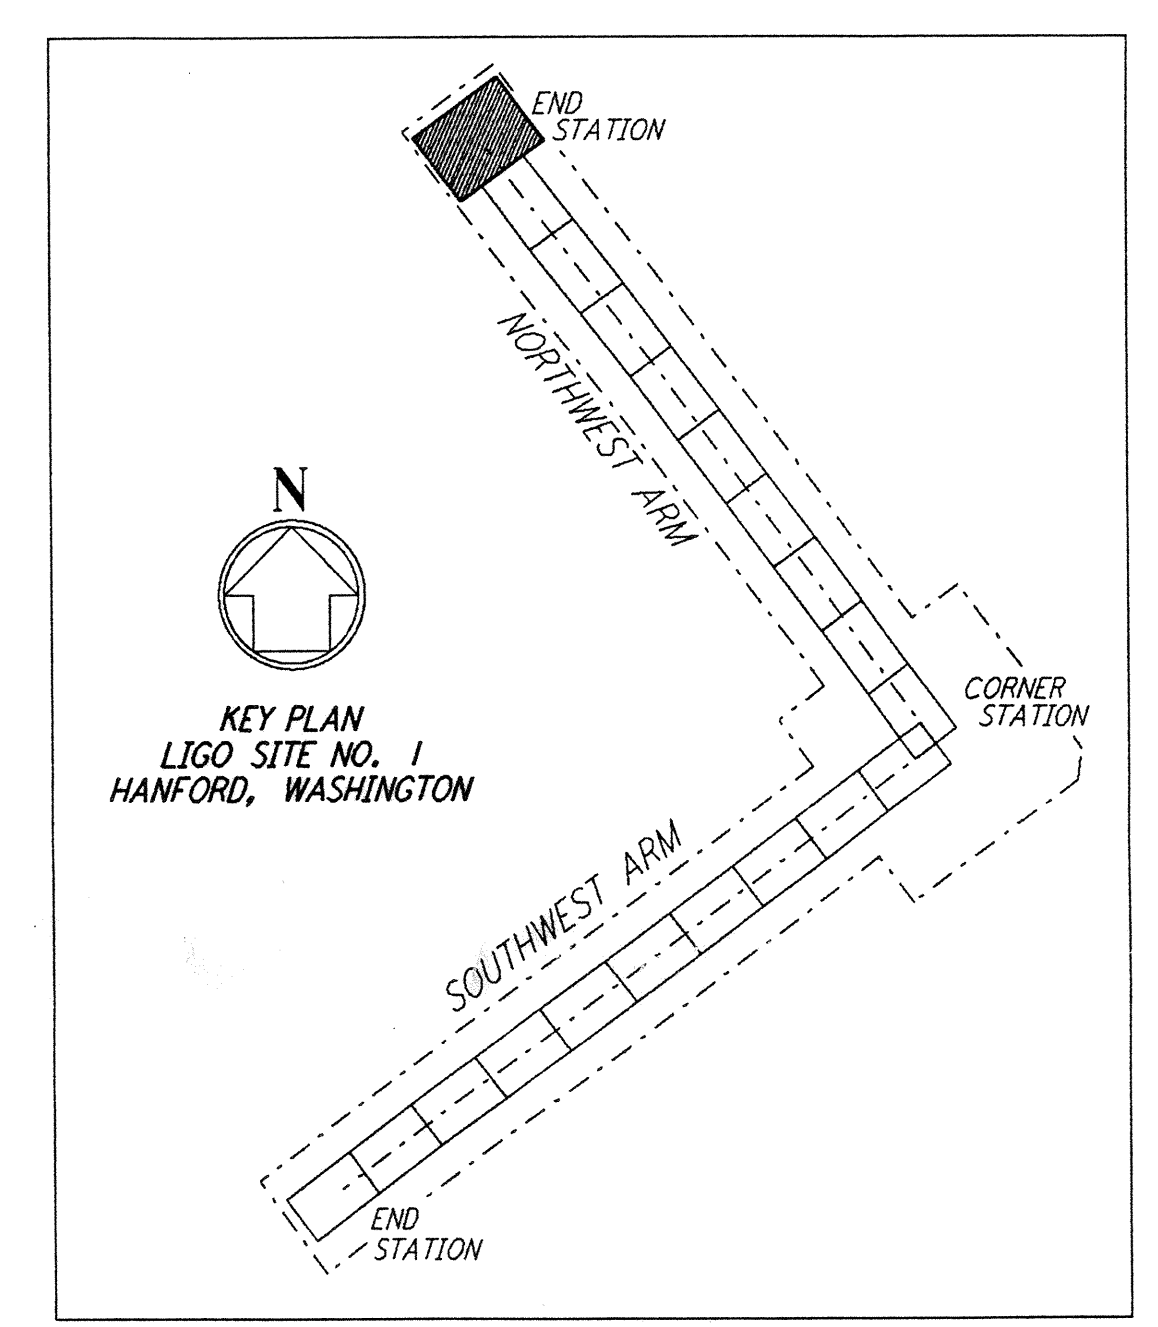 END
STATION
NORTHWEST ARM
N
KEY PLAN
LIGO SITE NO. 1
HANFORD, WASHINGTON
CORNER
STATION
SOUTHWEST ARM
END
STATION